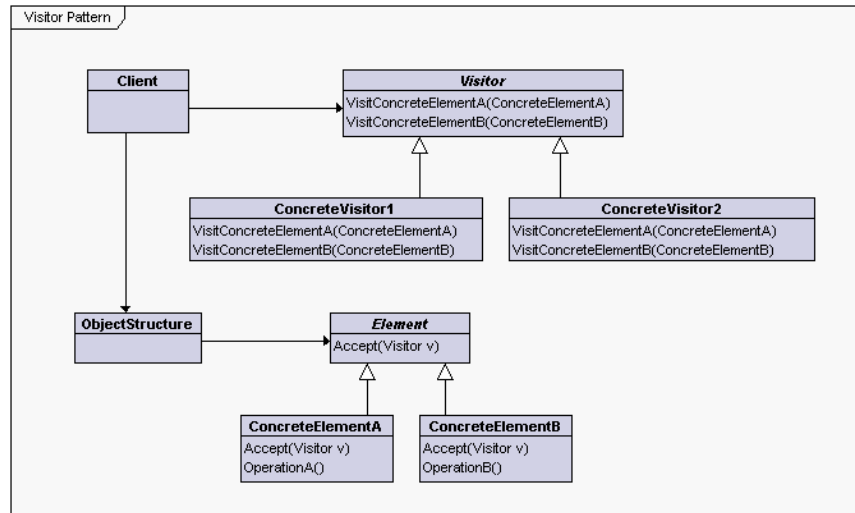 Visitor Pattern
Client
Visitor
VisitConcreteElementA(ConcreteElementA)
VisitConcreteElementB(ConcreteElementB)
ConcreteVisitor1
VisitConcreteElementA(ConcreteElementA)
VisitConcreteElementB(ConcreteElementB)
ConcreteVisitor2
VisitConcreteElementA(ConcreteElementA)
VisitConcreteElementB(ConcreteElementB)
ObjectStructure
Element
Accept(Visitor v)
ConcreteElementA
Accept(Visitor v)
OperationA()
ConcreteElementB
Accept(Visitor v)
OperationB()